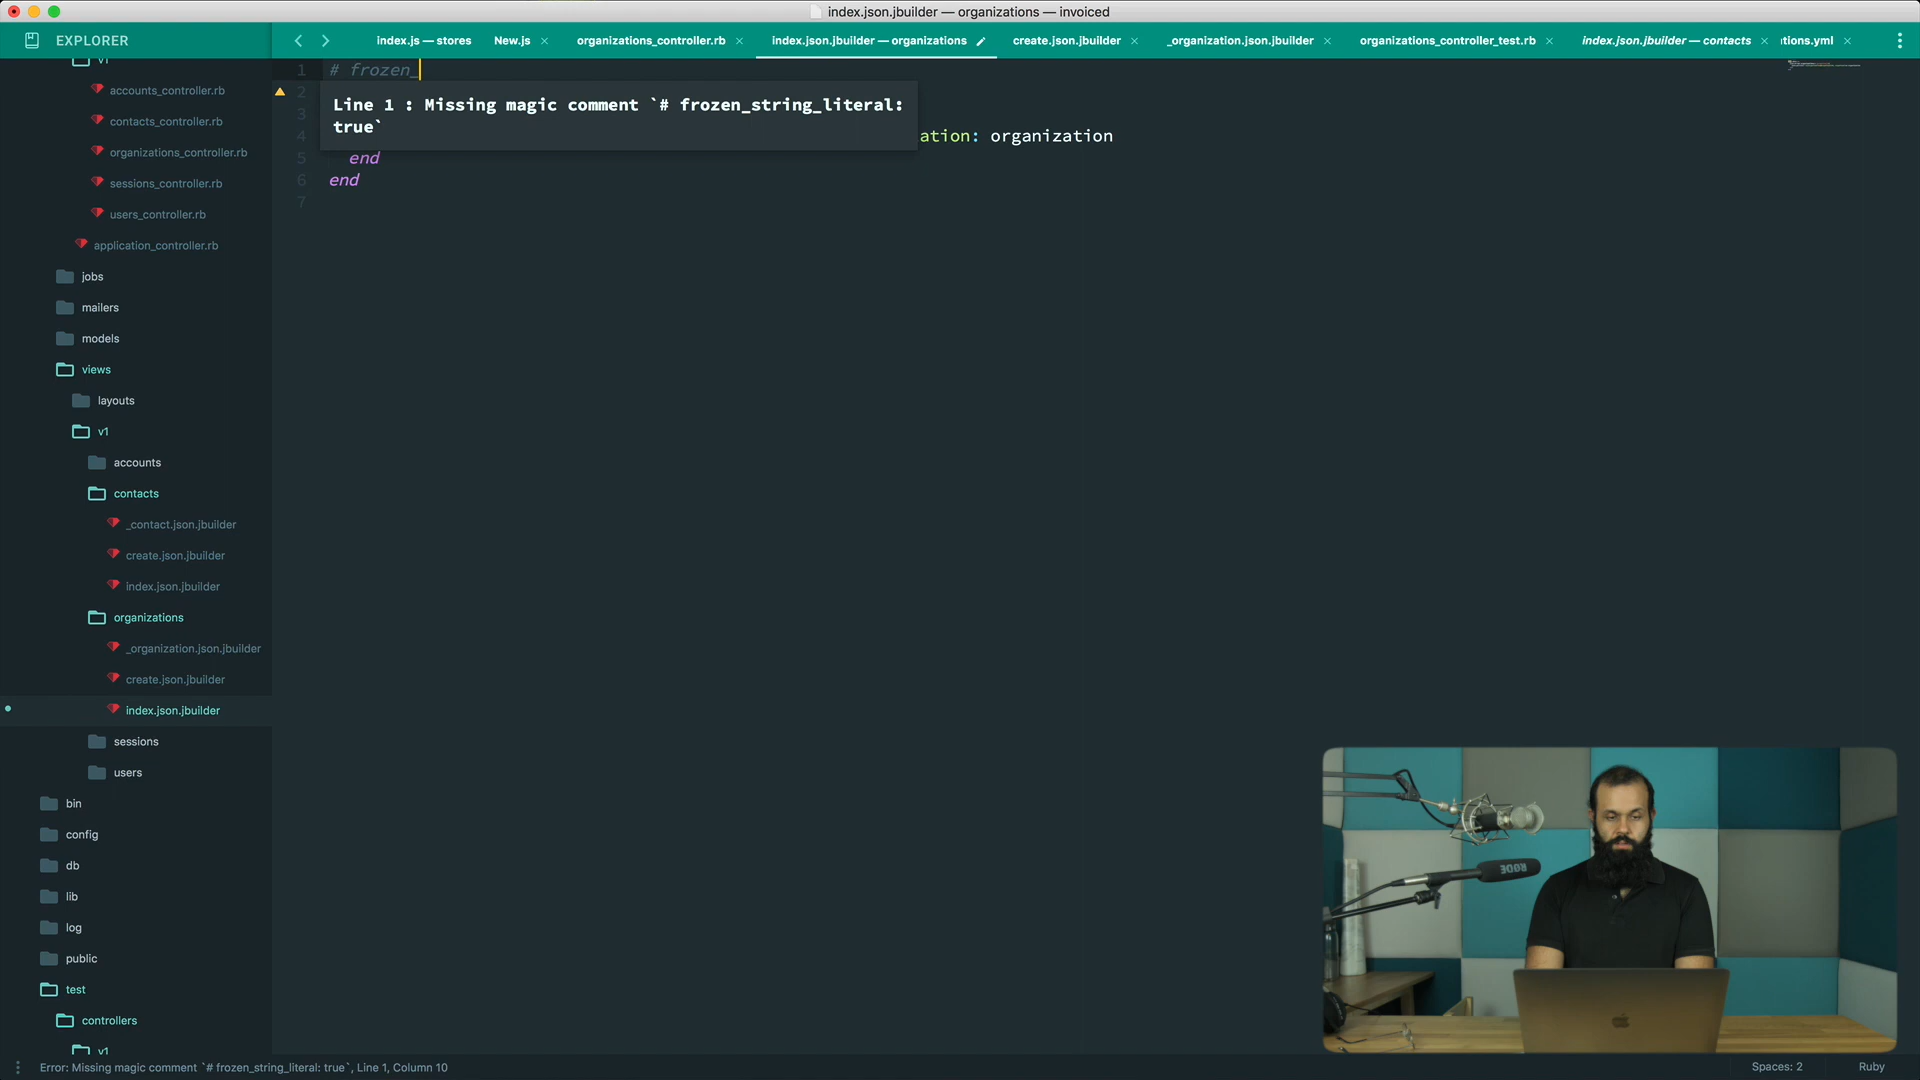 index.json.jbuilder — organizations — invoiced
EXPLORER
index.js — stores
New.js
organizations_controller.rb
index.json.jbuilder — organizations
create.json.jbuilder
_organization.json.jbuilder
organizations_controller_test.rb
index.json.jbuilder — contacts
tions.yml
v1
accounts_controller.rb
contacts_controller.rb
organizations_controller.rb
sessions_controller.rb
users_controller.rb
application_controller.rb
jobs
mailers
models
views
layouts
v1
accounts
contacts
_contact.json.jbuilder
create.json.jbuilder
index.json.jbuilder
organizations
_organization.json.jbuilder
create.json.jbuilder
index.json.jbuilder
sessions
users
bin
config
db
lib
log
public
test
controllers
v1
1 # frozen_
2
3
4 ation: organization
5 end
6 end
7
Line 1 : Missing magic comment `# frozen_string_literal:
true`
RØDE
Error: Missing magic comment `# frozen_string_literal: true`, Line 1, Column 10
Spaces: 2
Ruby